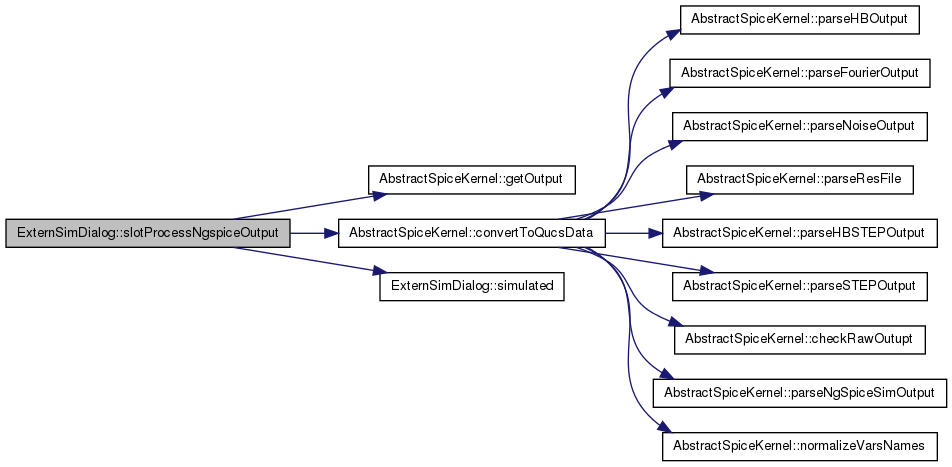 ExternSimDialog::slotProcessNgspiceOutput
AbstractSpiceKernel::getOutput
AbstractSpiceKernel::convertToQucsData
ExternSimDialog::simulated
AbstractSpiceKernel::parseHBOutput
AbstractSpiceKernel::parseFourierOutput
AbstractSpiceKernel::parseNoiseOutput
AbstractSpiceKernel::parseResFile
AbstractSpiceKernel::parseHBSTEPOutput
AbstractSpiceKernel::parseSTEPOutput
AbstractSpiceKernel::checkRawOutupt
AbstractSpiceKernel::parseNgSpiceSimOutput
AbstractSpiceKernel::normalizeVarsNames